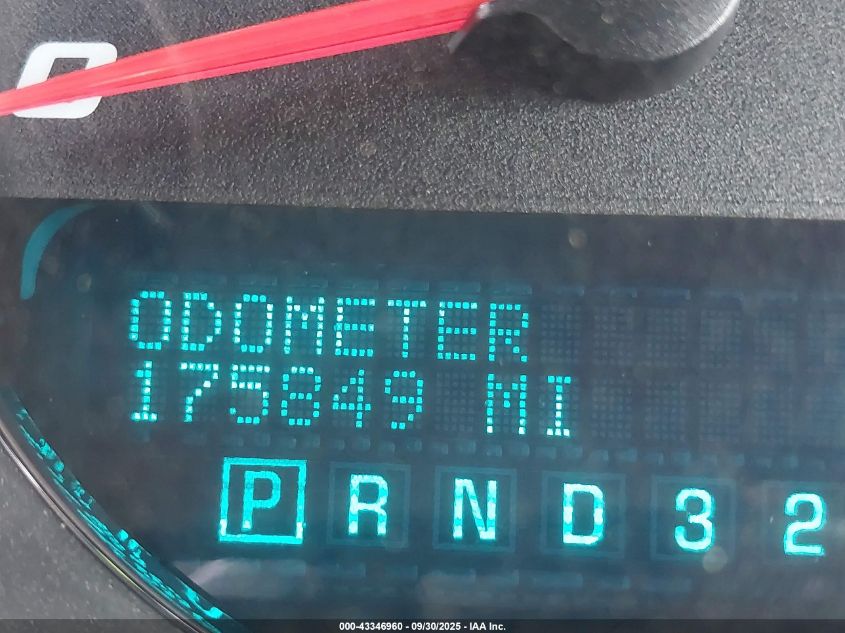 0
ODOMETER
175849 MI
P R N D 3 2
000-43346960 - 09/30/2025 - IAA Inc.